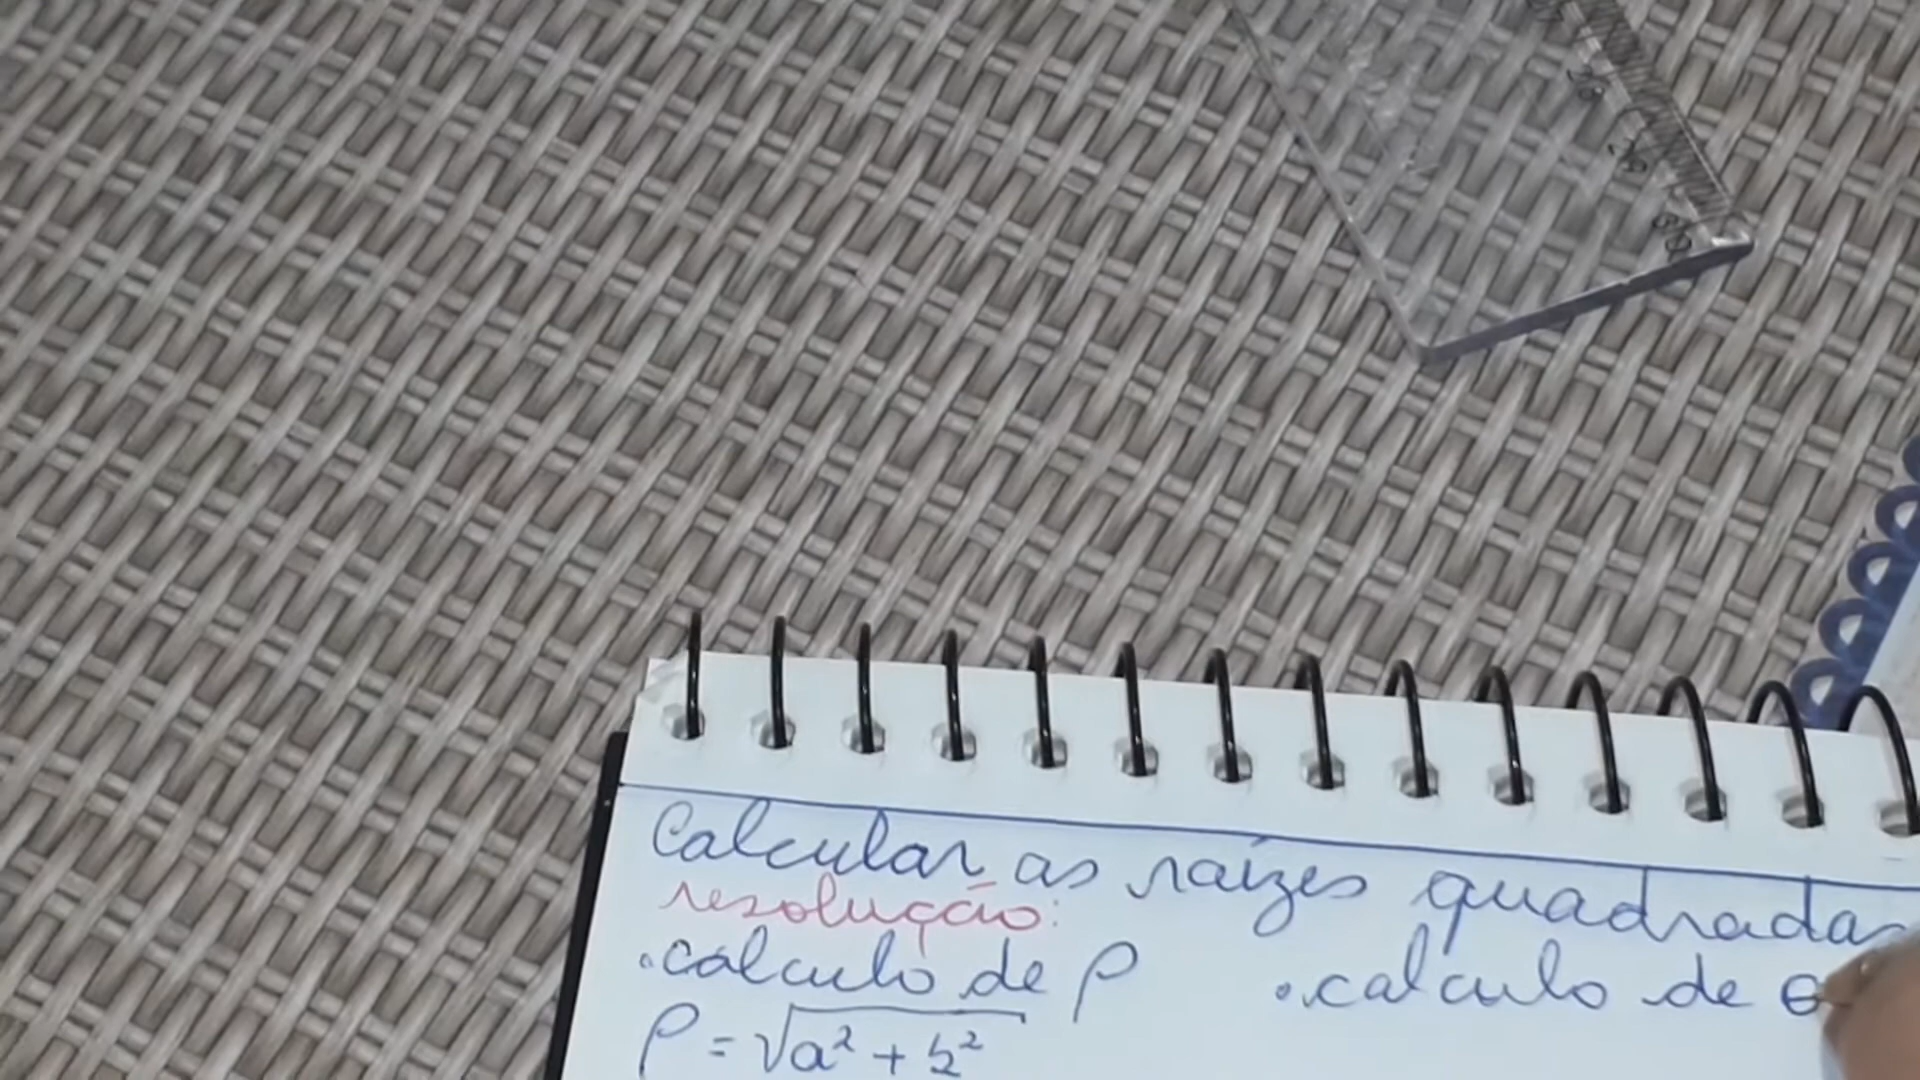 Calcular as raízes quadradas
resolução:
.cálculo de ρ
.calculo de θ
ρ = √a² + b²